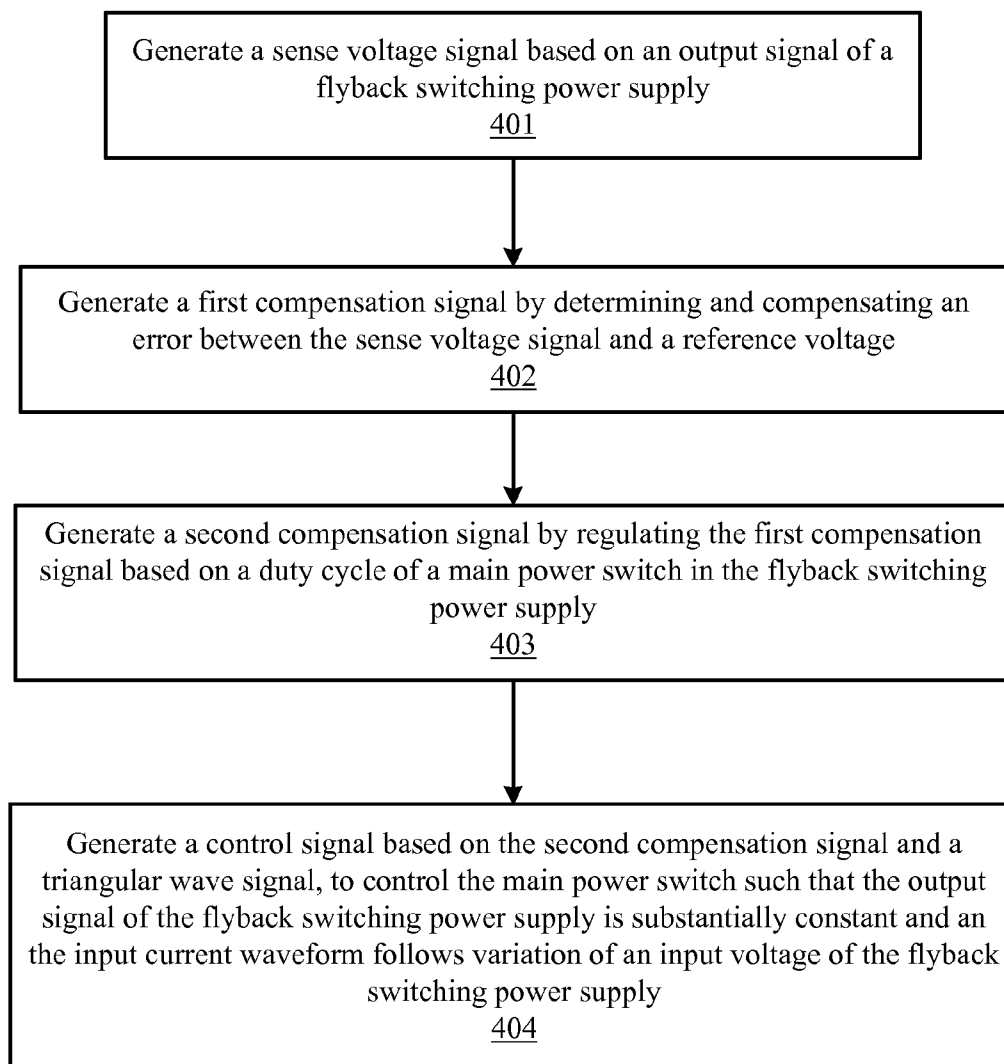 Generate a sense voltage signal based on an output signal of a
flyback switching power supply
401
Generate a first compensation signal by determining and compensating an
error between the sense voltage signal and a reference voltage
402
Generate a second compensation signal by regulating the first compensation
signal based on a duty cycle of a main power switch in the flyback switching
power supply
403
Generate a control signal based on the second compensation signal and a
triangular wave signal, to control the main power switch such that the output
signal of the flyback switching power supply is substantially constant and an
the input current waveform follows variation of an input voltage of the flyback
switching power supply
404